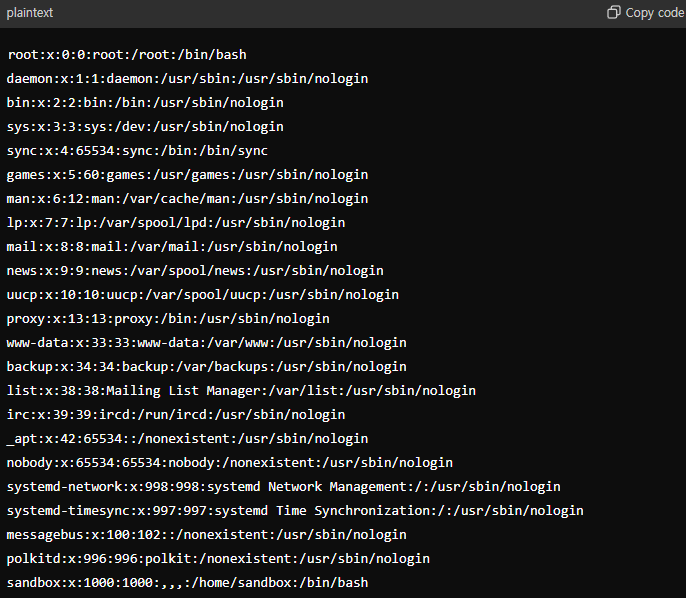 plaintext
Copy code
root:x:0:0:root:/root:/bin/bash
daemon:x:1:1:daemon:/usr/sbin:/usr/sbin/nologin
bin:x:2:2:bin:/bin:/usr/sbin/nologin
sys:x:3:3:sys:/dev:/usr/sbin/nologin
sync:x:4:65534:sync:/bin:/bin/sync
games:x:5:60:games:/usr/games:/usr/sbin/nologin
man:x:6:12:man:/var/cache/man:/usr/sbin/nologin
lp:x:7:7:lp:/var/spool/lpd:/usr/sbin/nologin
mail:x:8:8:mail:/var/mail:/usr/sbin/nologin
news:x:9:9:news:/var/spool/news:/usr/sbin/nologin
uucp:x:10:10:uucp:/var/spool/uucp:/usr/sbin/nologin
proxy:x:13:13:proxy:/bin:/usr/sbin/nologin
www-data:x:33:33:www-data:/var/www:/usr/sbin/nologin
backup:x:34:34:backup:/var/backups:/usr/sbin/nologin
list:x:38:38:Mailing List Manager:/var/list:/usr/sbin/nologin
irc:x:39:39:ircd:/run/ircd:/usr/sbin/nologin
_apt:x:42:65534::/nonexistent:/usr/sbin/nologin
nobody:x:65534:65534:nobody:/nonexistent:/usr/sbin/nologin
systemd-network:x:998:998:systemd Network Management:/:/usr/sbin/nologin
systemd-timesync:x:997:997:systemd Time Synchronization:/:/usr/sbin/nologin
messagebus:x:100:102::/nonexistent:/usr/sbin/nologin
polkitd:x:996:996:polkit:/nonexistent:/usr/sbin/nologin
sandbox:x:1000:1000:,,,:/home/sandbox:/bin/bash